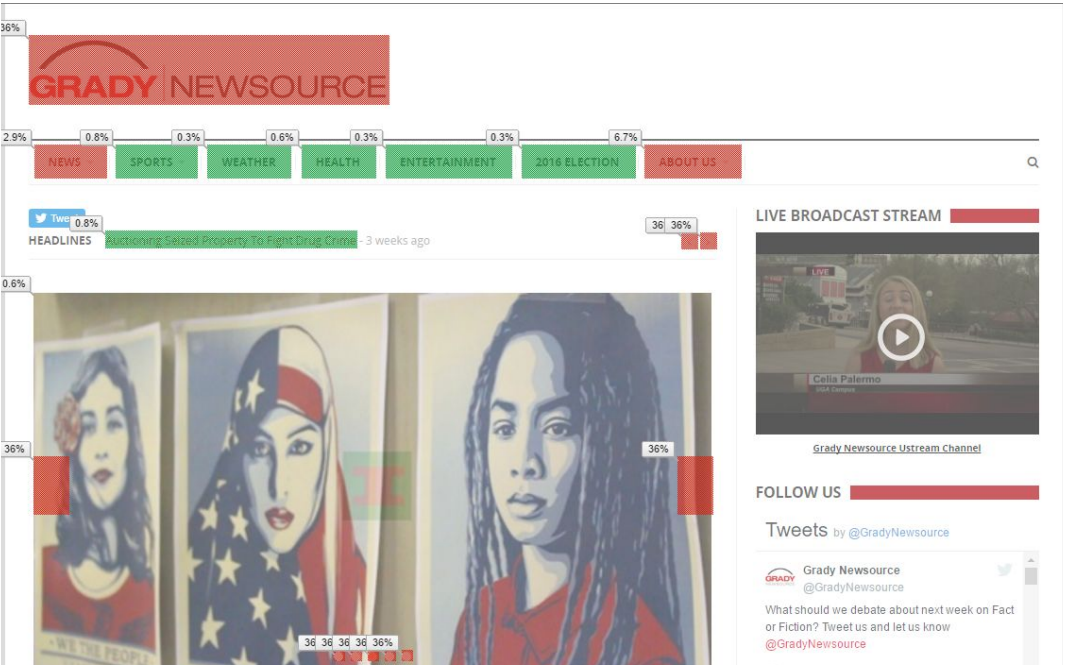 36%
GRADY NEWSOURCE
2.9% 0.8% 0.3% 0.6% 0.3% 0.3% 6.7%
NEWS SPORTS WEATHER HEALTH ENTERTAINMENT 2016 ELECTION ABOUT US
Tweet
0.8%
36 36%
HEADLINES Auctioning Seized Property To Fight Drug Crime - 3 weeks ago
LIVE BROADCAST STREAM
0.6%
LIVE
Celia Palermo
UGA Campus
36% 36%
Grady Newsource Ustream Channel
FOLLOW US
Tweets by @GradyNewsource
GRADY Grady Newsource
@GradyNewsource
What should we debate about next week on Fact
or Fiction? Tweet us and let us know
@GradyNewsource
36 36 36 36 36%
WE THE PEOPLE